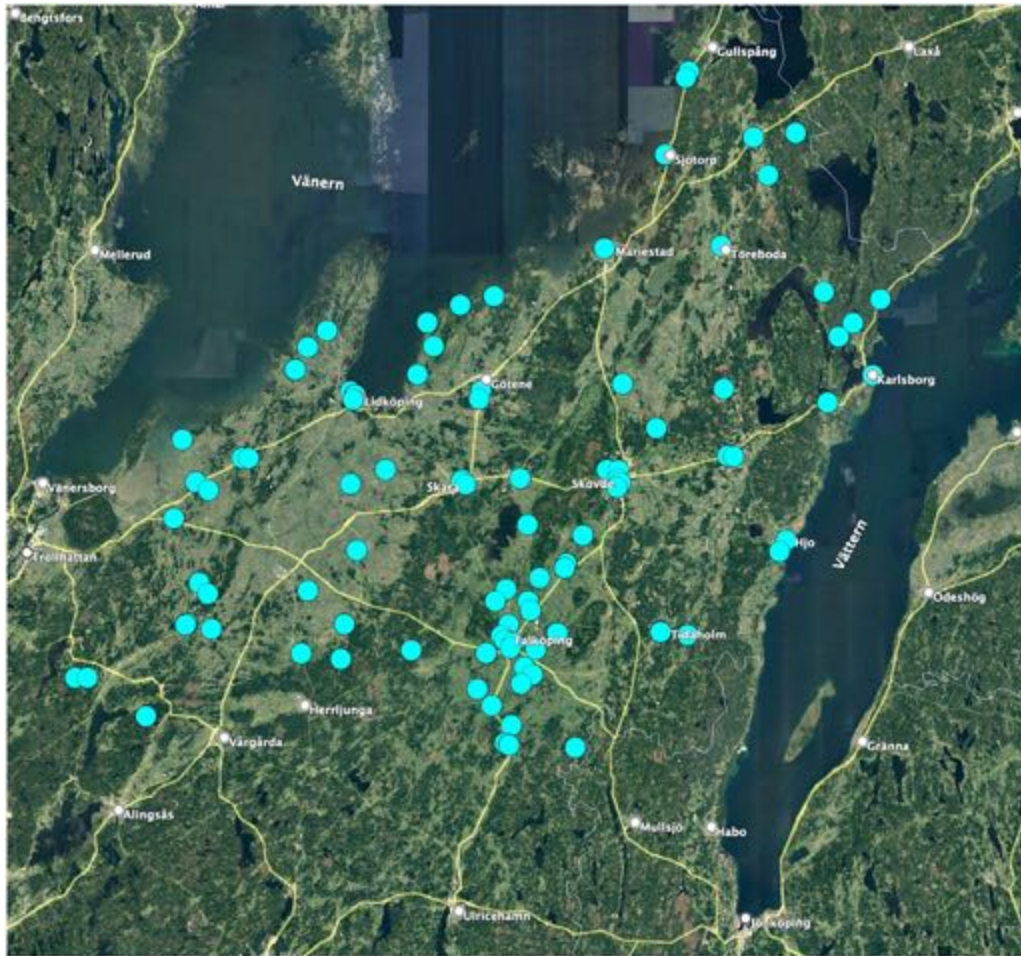 Bengtsfors
Gullspång
Laxå
Sjötorp
Vänern
Mariestad
Töreboda
Mellerud
Karlsborg
Götene
Lidköping
Skara
Skövde
Vänersborg
Hjo
Vättern
Trollhättan
Ödeshög
Tidaholm
Falköping
Herrljunga
Vårgårda
Gränna
Alingsås
Mullsjö
Habo
Ulricehamn
Jönköping